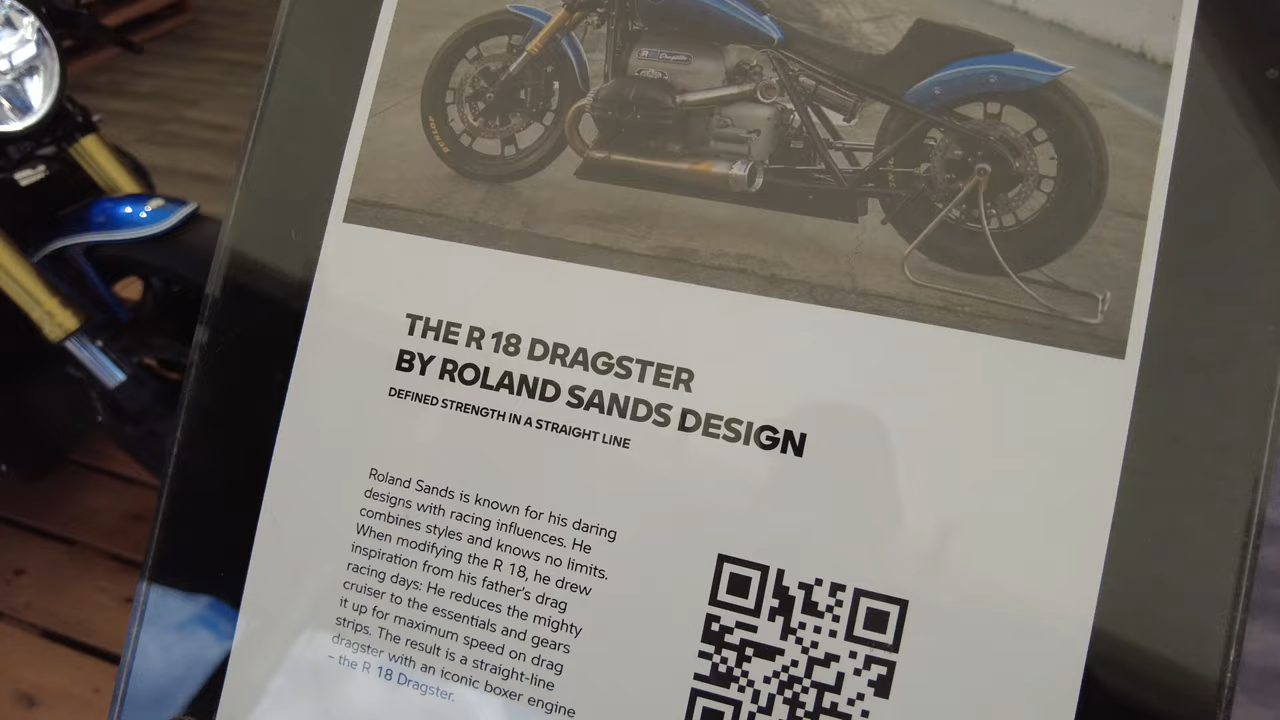 DUNLOP
R 18 Dragster
THE R 18 DRAGSTER
BY ROLAND SANDS DESIGN
DEFINED STRENGTH IN A STRAIGHT LINE
Roland Sands is known for his daring
designs with racing influences. He
combines styles and knows no limits.
When modifying the R 18, he drew
inspiration from his father's drag
racing days: He reduces the mighty
cruiser to the essentials and gears
it up for maximum speed on drag
strips. The result is a straight-line
dragster with an iconic boxer engine
– the R 18 Dragster.